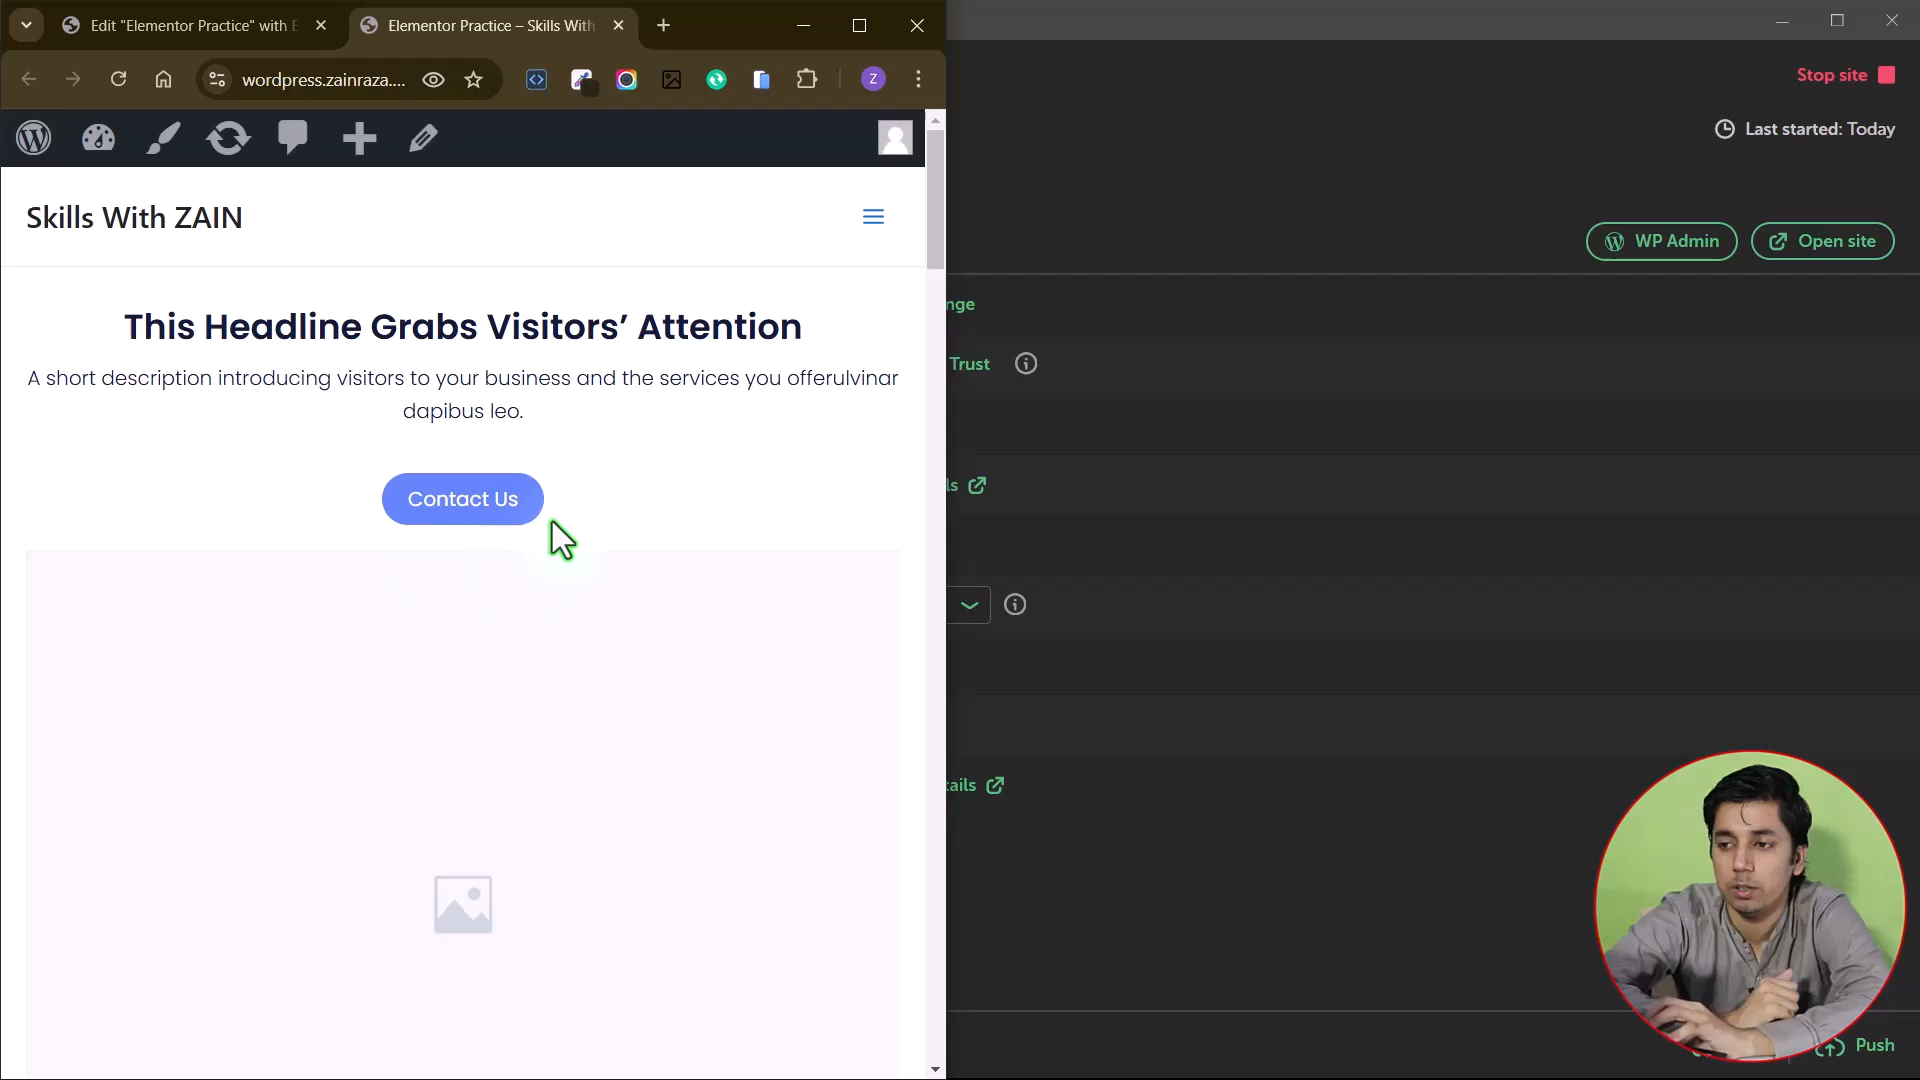 Edit "Elementor Practice" with E
Elementor Practice – Skills With
wordpress.zainraza....
Z
Skills With ZAIN
This Headline Grabs Visitors’ Attention
A short description introducing visitors to your business and the services you offerulvinar
dapibus leo.
Contact Us
Stop site
Last started: Today
WP Admin
Open site
nge
Trust
ls
tails
Push